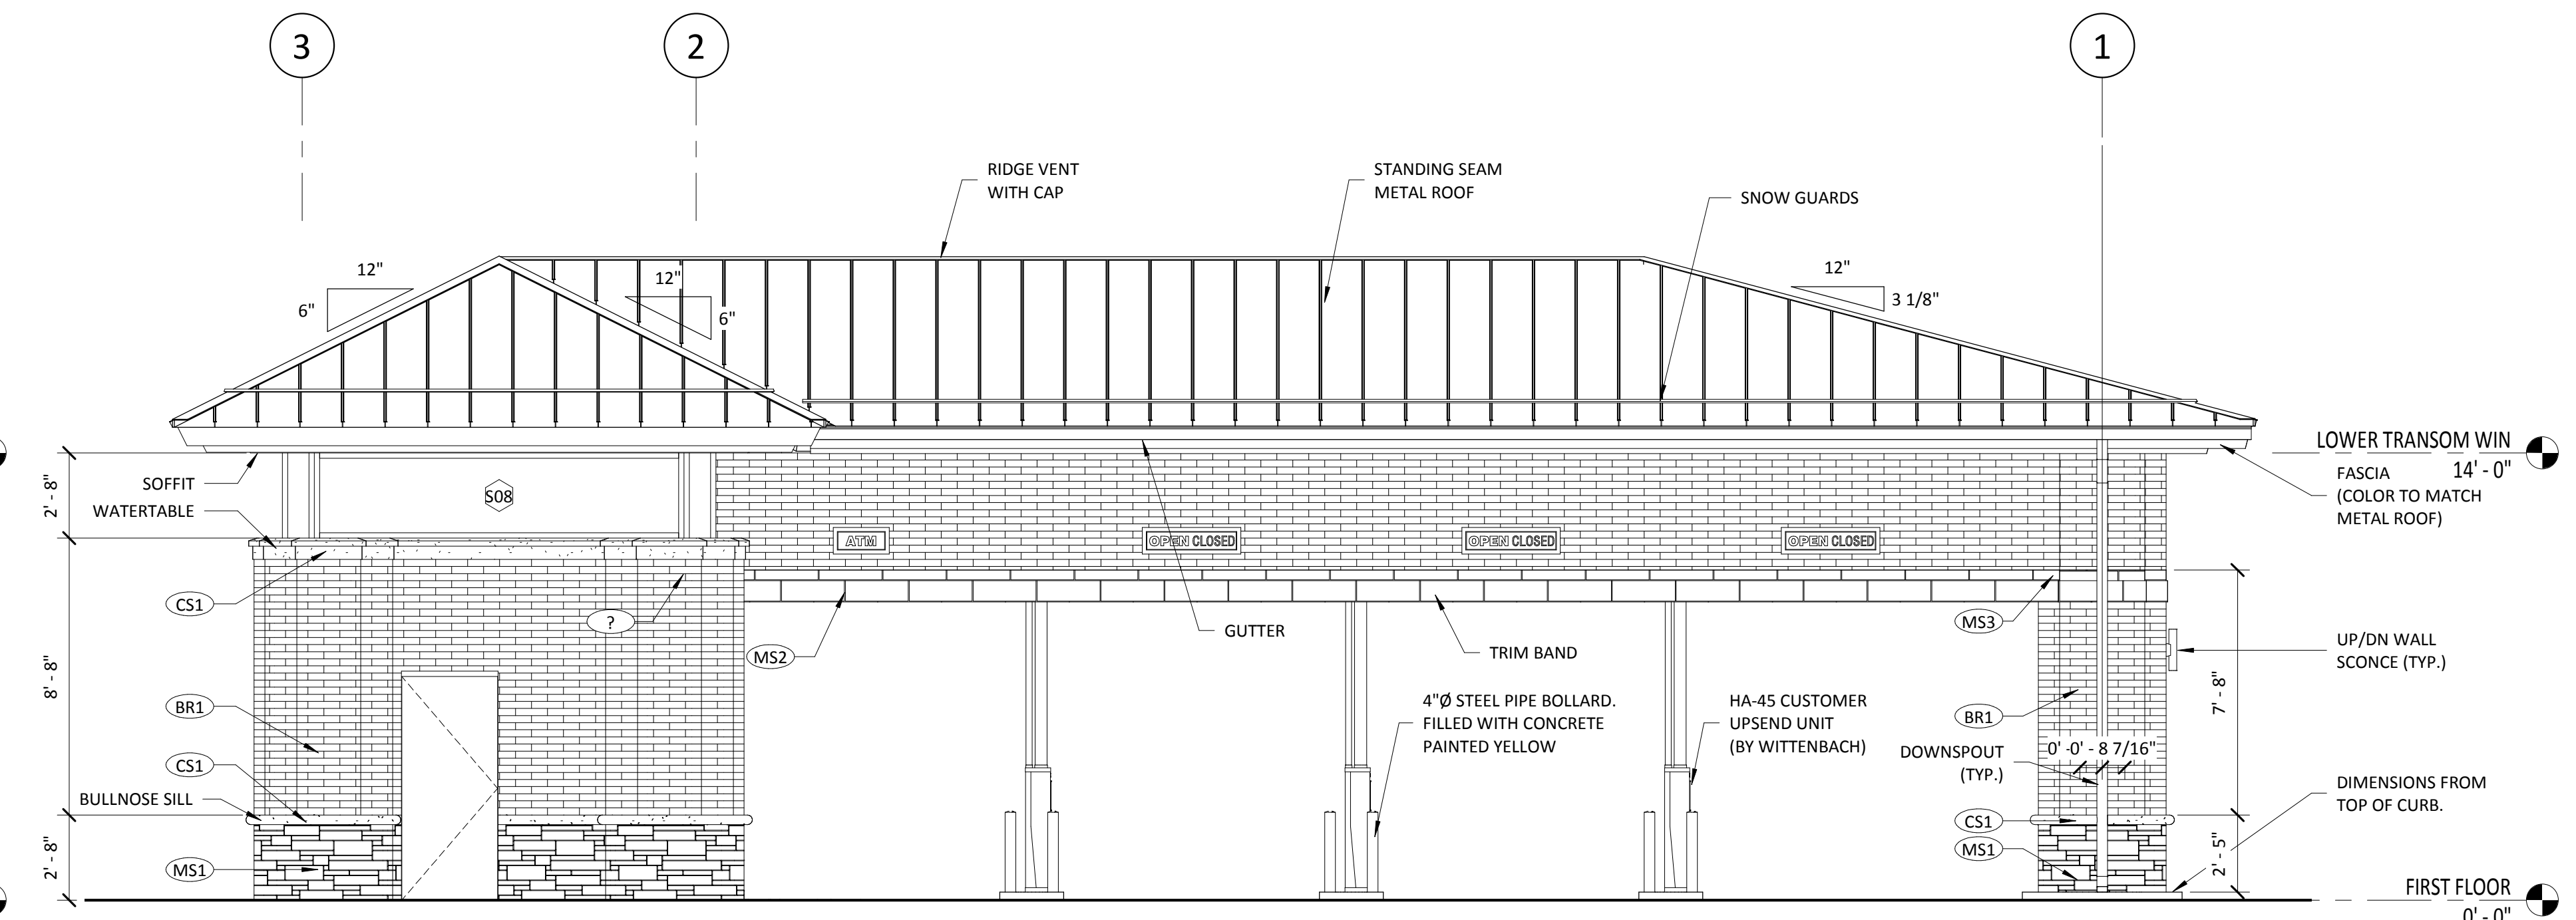 3
2
1
RIDGE VENT
WITH CAP
STANDING SEAM
METAL ROOF
SNOW GUARDS
12"
6"
12"
6"
12"
3 1/8"
LOWER TRANSOM WIN
14' - 0"
FASCIA
(COLOR TO MATCH
METAL ROOF)
2' - 8"
SOFFIT
WATERTABLE
S08
ATM
OPEN CLOSED
OPEN CLOSED
OPEN CLOSED
CS1
?
MS2
GUTTER
TRIM BAND
MS3
UP/DN WALL
SCONCE (TYP.)
8' - 8"
BR1
4"Ø STEEL PIPE BOLLARD.
FILLED WITH CONCRETE
PAINTED YELLOW
HA-45 CUSTOMER
UPSEND UNIT
(BY WITTENBACH)
BR1
7' - 8"
DOWNSPOUT
(TYP.)
0' -0' - 8 7/16"
CS1
BULLNOSE SILL
DIMENSIONS FROM
TOP OF CURB.
CS1
MS1
2' - 5"
2' - 8"
MS1
FIRST FLOOR
0' - 0"